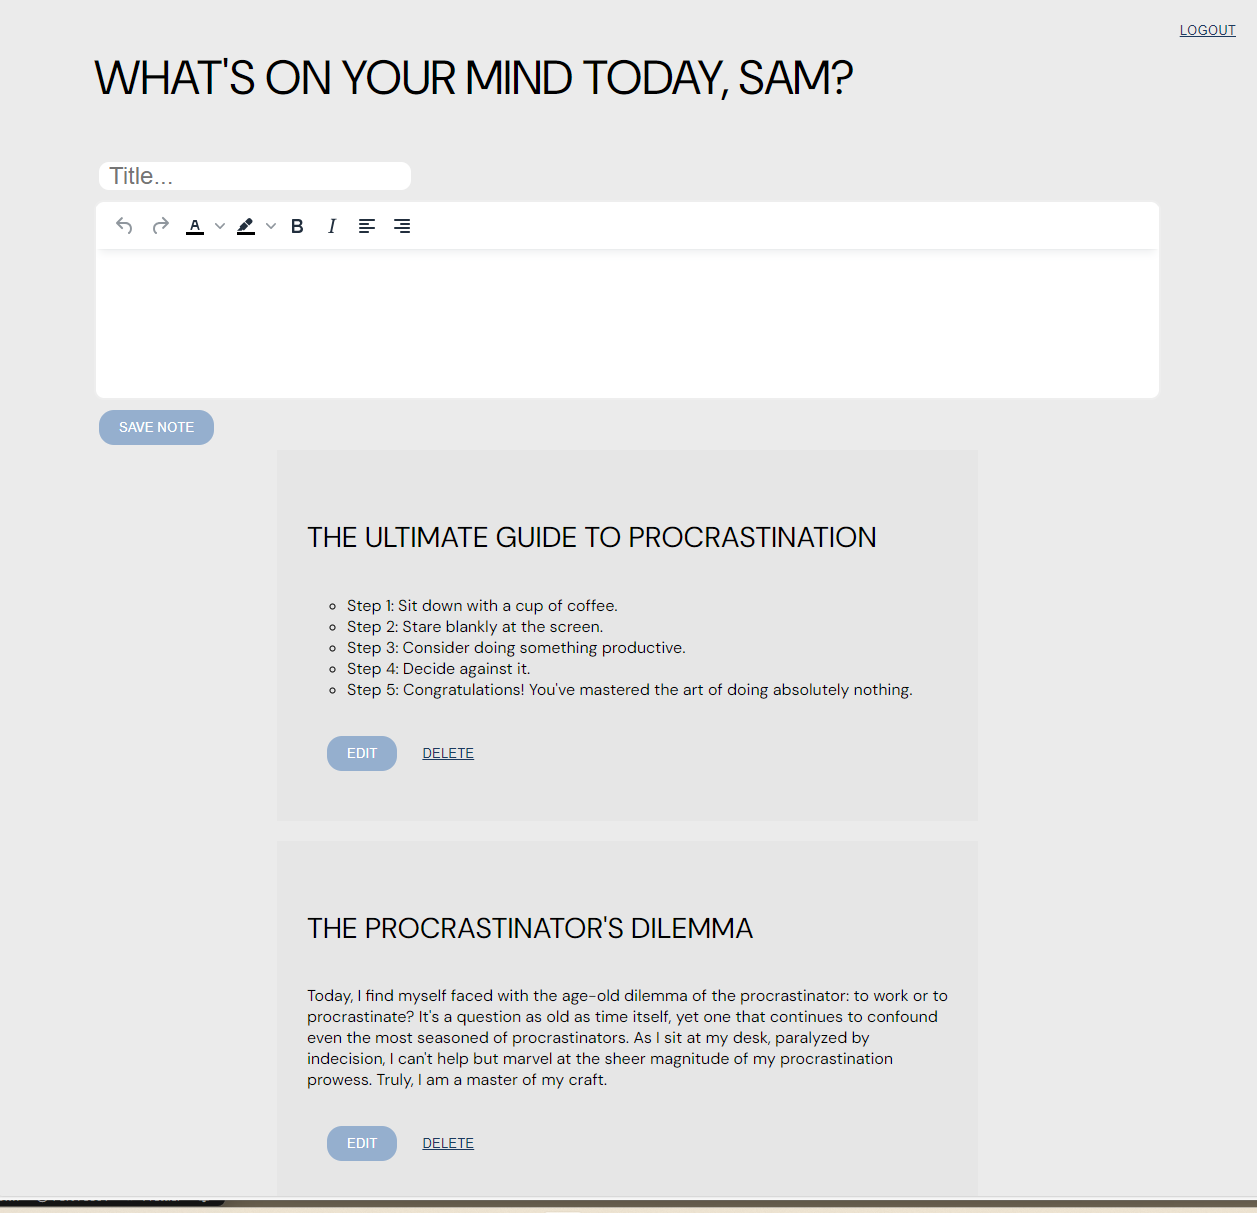 LOGOUT
WHAT'S ON YOUR MIND TODAY, SAM?
Title...
A B I
SAVE NOTE
THE ULTIMATE GUIDE TO PROCRASTINATION
Step 1: Sit down with a cup of coffee.
Step 2: Stare blankly at the screen.
Step 3: Consider doing something productive.
Step 4: Decide against it.
Step 5: Congratulations! You've mastered the art of doing absolutely nothing.
EDIT DELETE
THE PROCRASTINATOR'S DILEMMA
Today, I find myself faced with the age-old dilemma of the procrastinator: to work or to
procrastinate? It's a question as old as time itself, yet one that continues to confound
even the most seasoned of procrastinators. As I sit at my desk, paralyzed by
indecision, I can't help but marvel at the sheer magnitude of my procrastination
prowess. Truly, I am a master of my craft.
EDIT DELETE